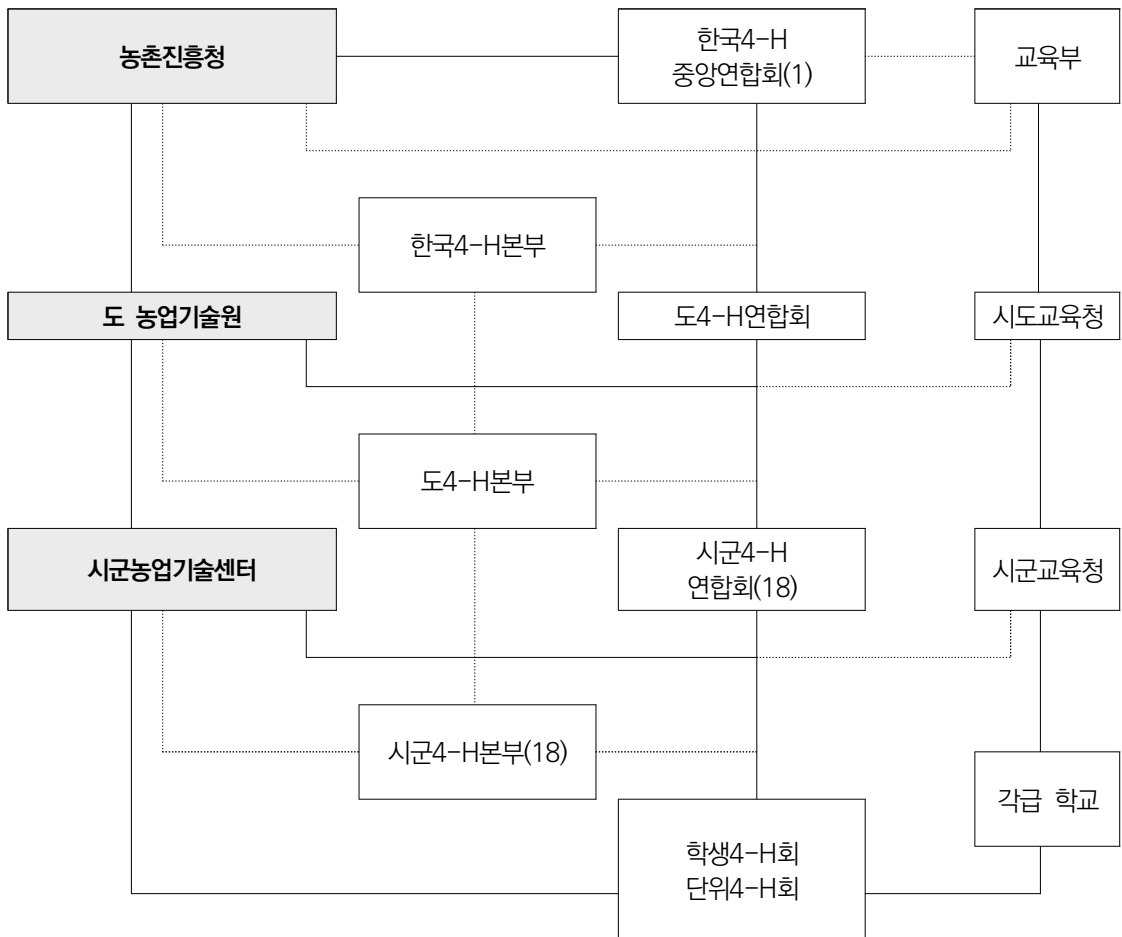 농촌진흥청
한국4-H
중앙연합회(1)
교육부
한국4-H본부
도 농업기술원
도4-H연합회
시도교육청
도4-H본부
시군농업기술센터
시군4-H
연합회(18)
시군교육청
시군4-H본부(18)
각급 학교
학생4-H회
단위4-H회